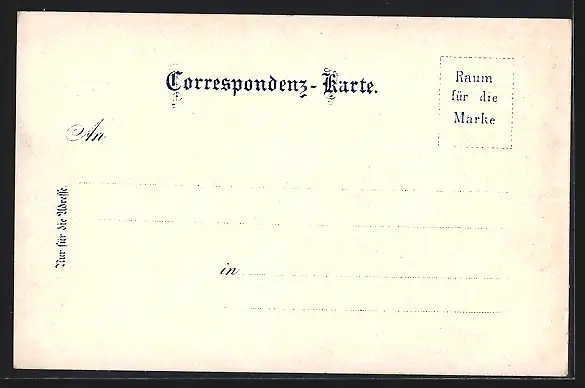 Correspondenz-Karte.
Raum
für die
Marke
An
Nur für die Adresse.
in